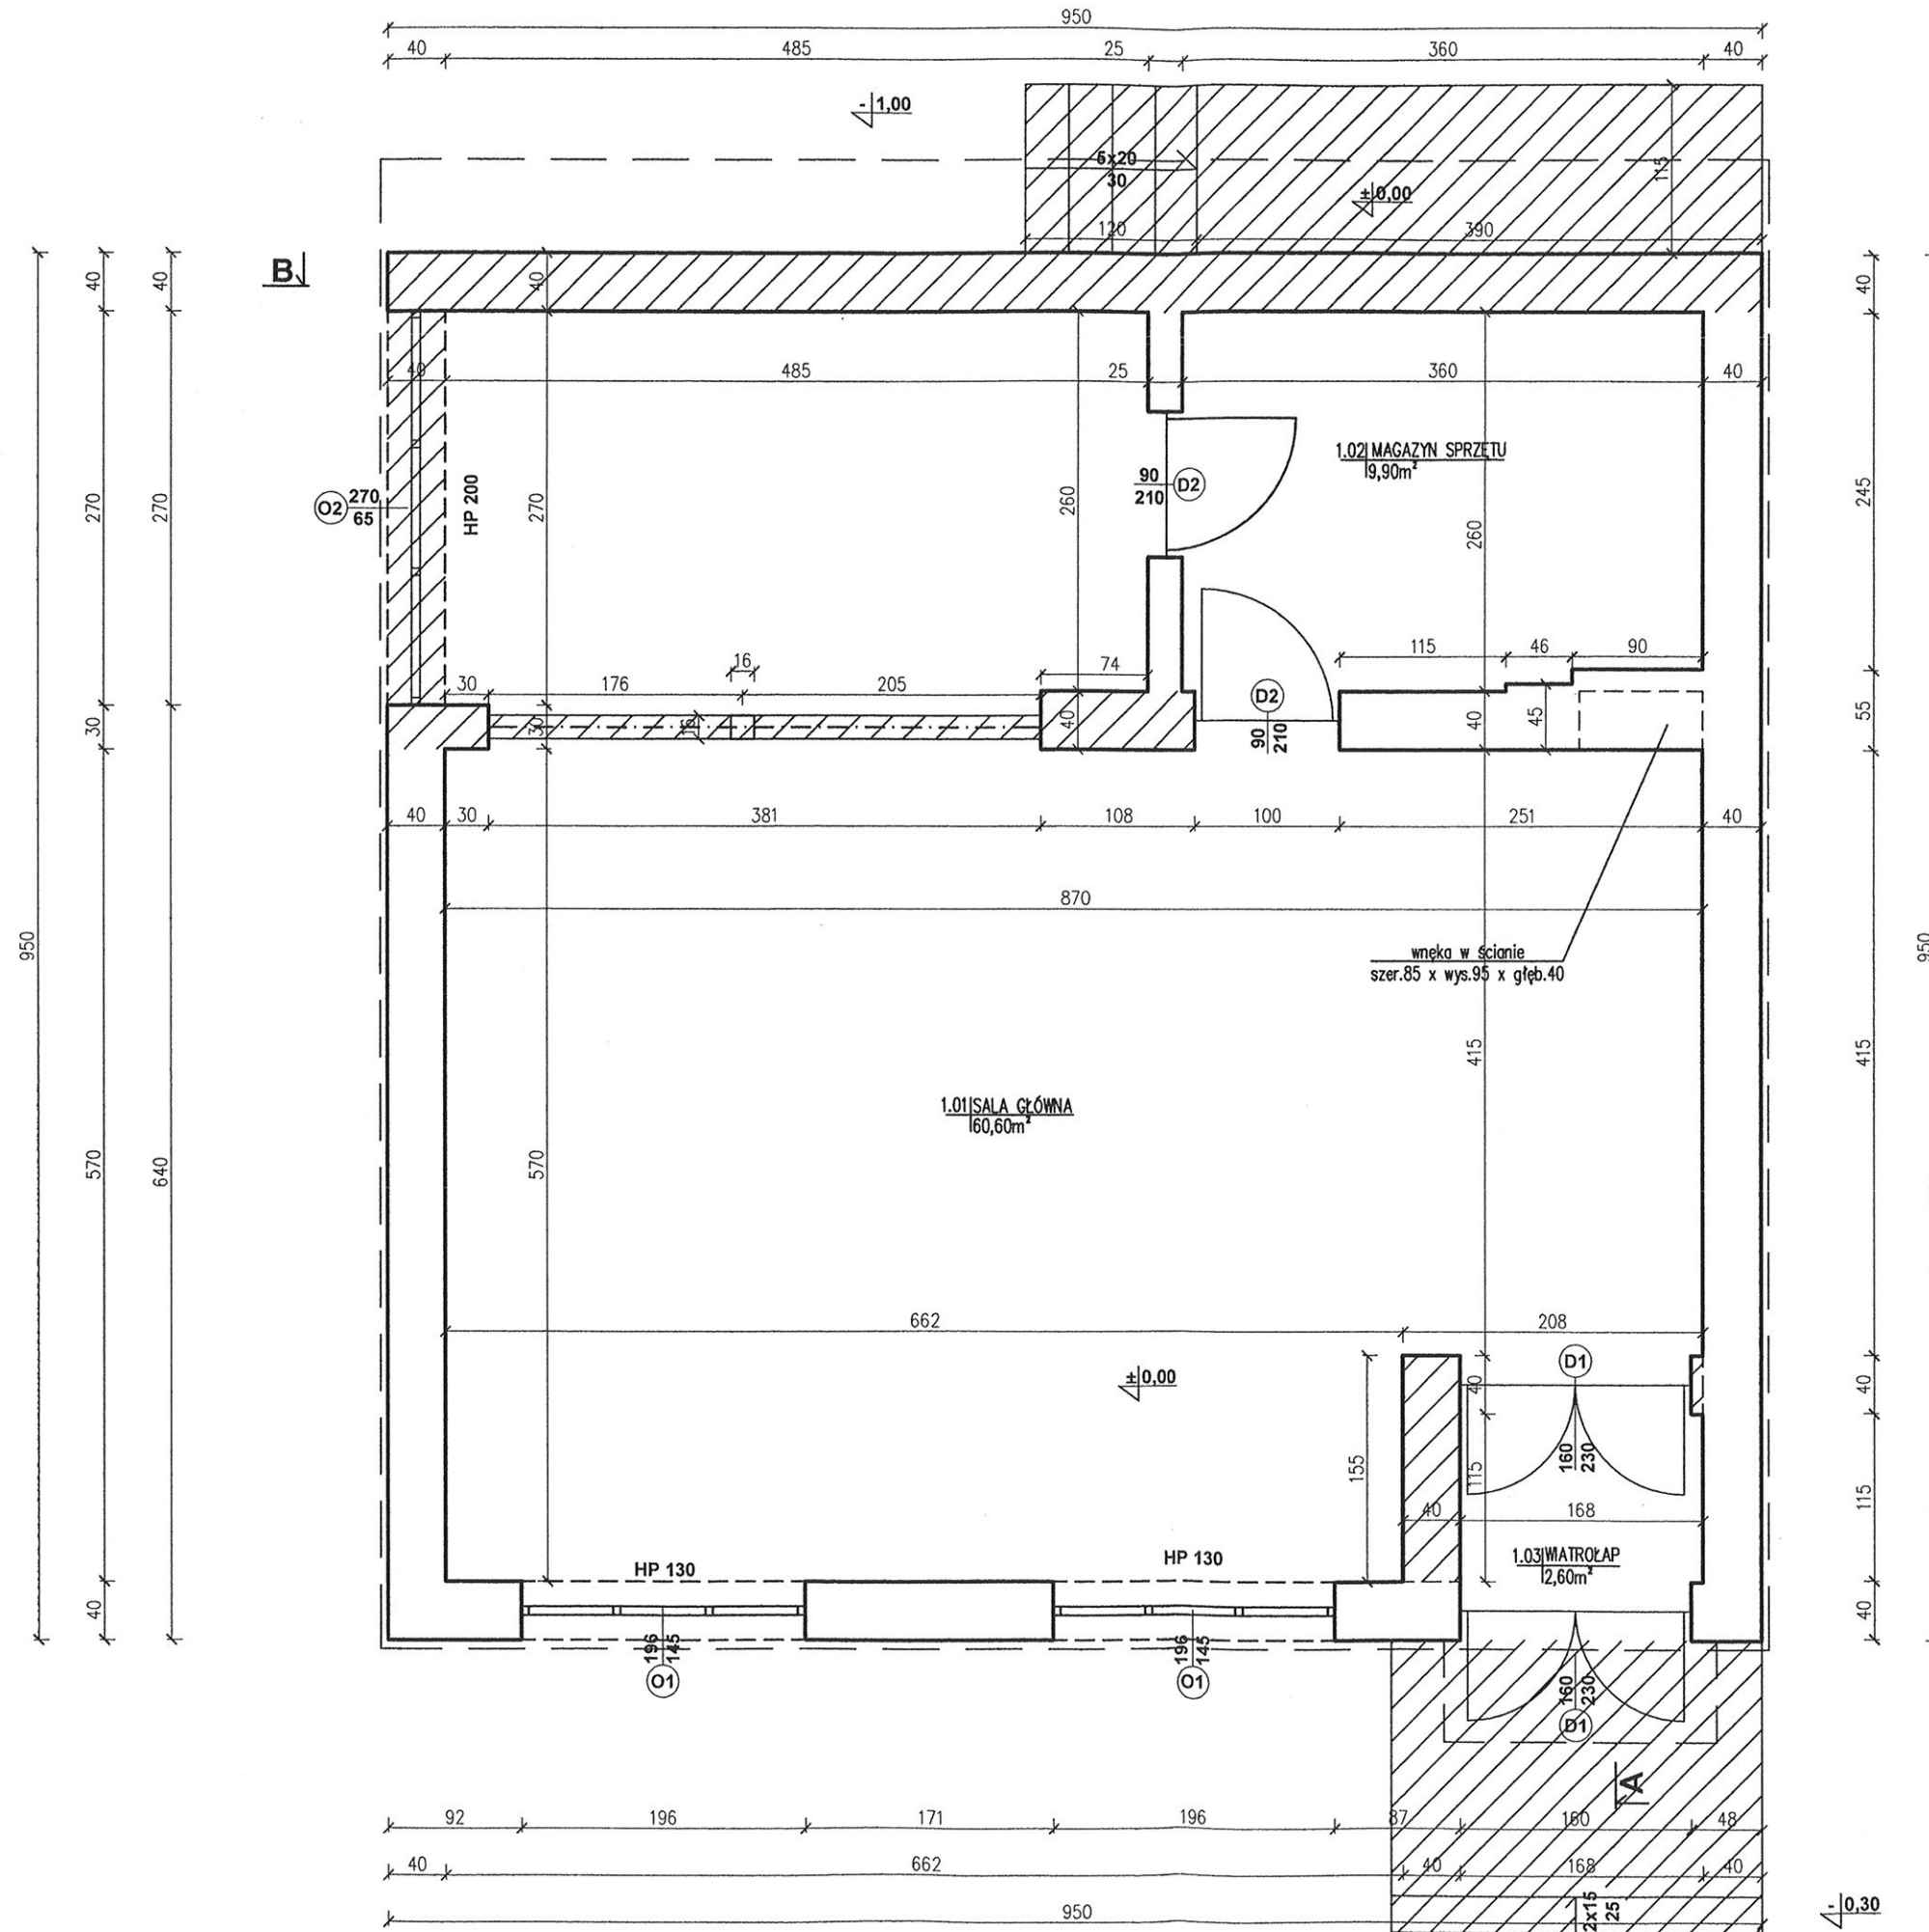 950
40 485 25 360 40
- 1,00
6x20
30
115
± 0,00
120 390
B
40 40 40 40
40 485 25 360 40
1.02 MAGAZYN SPRZĘTU
9,90m²
90
210
D2
O2
270
65
HP 200
270 270 270 260 260 245
16
74
115 46 90
30 176 205
D2
90
210
30 30 16 40 40 45 55
40 30 381 108 100 251 40
870
950 950
wnęka w ścianie
szer.85 x wys.95 x głęb.40
415 415
1.01 SALA GŁÓWNA
60,60m²
570 640 570
662 208
± 0,00
D1
40 40
160
230
155 115 115
40 168
HP 130
HP 130
1.03 WIATROŁAP
2,60m²
40 40
196
145
O1
196
145
O1
160
230
D1
A
92 196 171 196 87 160 48
40 662 40 168 40
2x15
25
- 0,30
950